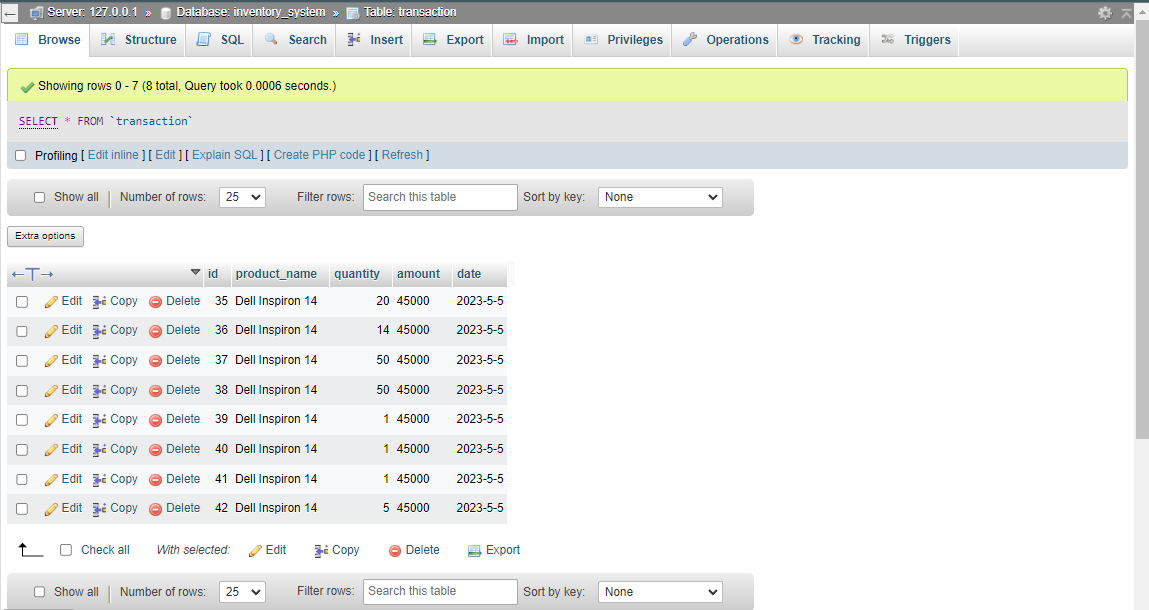 Server: 127.0.0.1 » Database: inventory_system » Table: transaction
Browse Structure SQL Search Insert Export Import Privileges Operations Tracking Triggers
Showing rows 0 - 7 (8 total, Query took 0.0006 seconds.)
SELECT * FROM `transaction`
Profiling [ Edit inline ] [ Edit ] [ Explain SQL ] [ Create PHP code ] [ Refresh ]
Show all Number of rows: 25 Filter rows: Search this table Sort by key: None
Extra options
←T→ id product_name quantity amount date
Edit Copy Delete 35 Dell Inspiron 14 20 45000 2023-5-5
Edit Copy Delete 36 Dell Inspiron 14 14 45000 2023-5-5
Edit Copy Delete 37 Dell Inspiron 14 50 45000 2023-5-5
Edit Copy Delete 38 Dell Inspiron 14 50 45000 2023-5-5
Edit Copy Delete 39 Dell Inspiron 14 1 45000 2023-5-5
Edit Copy Delete 40 Dell Inspiron 14 1 45000 2023-5-5
Edit Copy Delete 41 Dell Inspiron 14 1 45000 2023-5-5
Edit Copy Delete 42 Dell Inspiron 14 5 45000 2023-5-5
Check all With selected: Edit Copy Delete Export
Show all Number of rows: 25 Filter rows: Search this table Sort by key: None